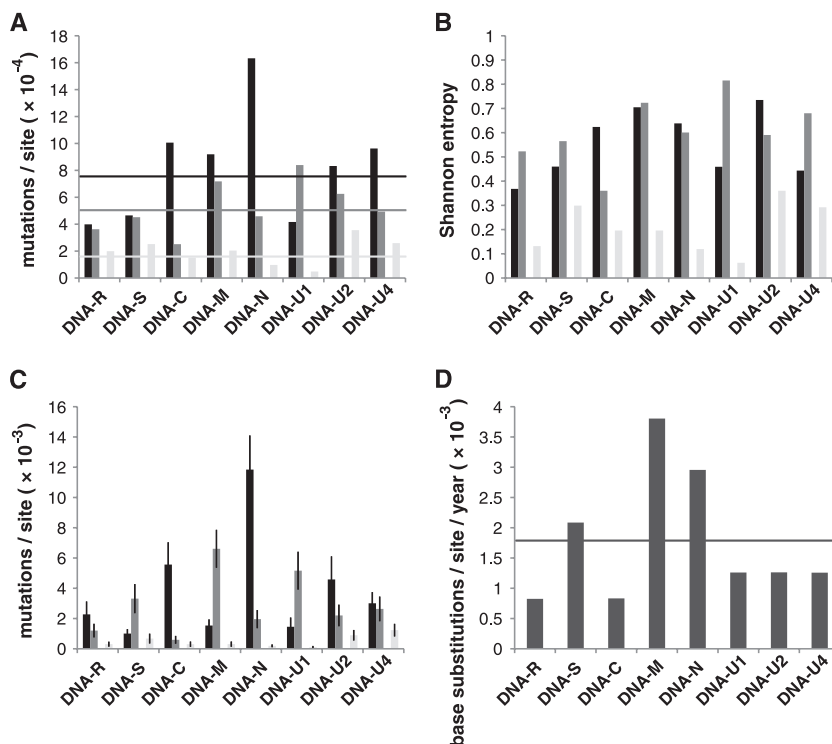 A
mutations / site ( × 10⁻⁴)
18
16
14
12
10
8
6
4
2
0
DNA-R
DNA-S
DNA-C
DNA-M
DNA-N
DNA-U1
DNA-U2
DNA-U4
B
Shannon entropy
1
0.9
0.8
0.7
0.6
0.5
0.4
0.3
0.2
0.1
0
DNA-R
DNA-S
DNA-C
DNA-M
DNA-N
DNA-U1
DNA-U2
DNA-U4
C
mutations / site ( × 10⁻³)
16
14
12
10
8
6
4
2
0
DNA-R
DNA-S
DNA-C
DNA-M
DNA-N
DNA-U1
DNA-U2
DNA-U4
D
base substitutions / site / year ( × 10⁻³)
4
3.5
3
2.5
2
1.5
1
0.5
0
DNA-R
DNA-S
DNA-C
DNA-M
DNA-N
DNA-U1
DNA-U2
DNA-U4